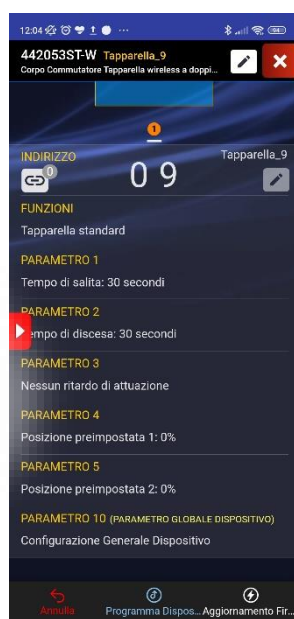 12:04
442053ST-W Tapparella_9
Corpo Commutatore Tapparella wireless a doppi...
1
INDIRIZZO
Tapparella_9
0
0 9
FUNZIONI
Tapparella standard
PARAMETRO 1
Tempo di salita: 30 secondi
PARAMETRO 2
Tempo di discesa: 30 secondi
PARAMETRO 3
Nessun ritardo di attuazione
PARAMETRO 4
Posizione preimpostata 1: 0%
PARAMETRO 5
Posizione preimpostata 2: 0%
PARAMETRO 10 (PARAMETRO GLOBALE DISPOSITIVO)
Configurazione Generale Dispositivo
Annulla
Programma Dispos...
Aggiornamento Fir...